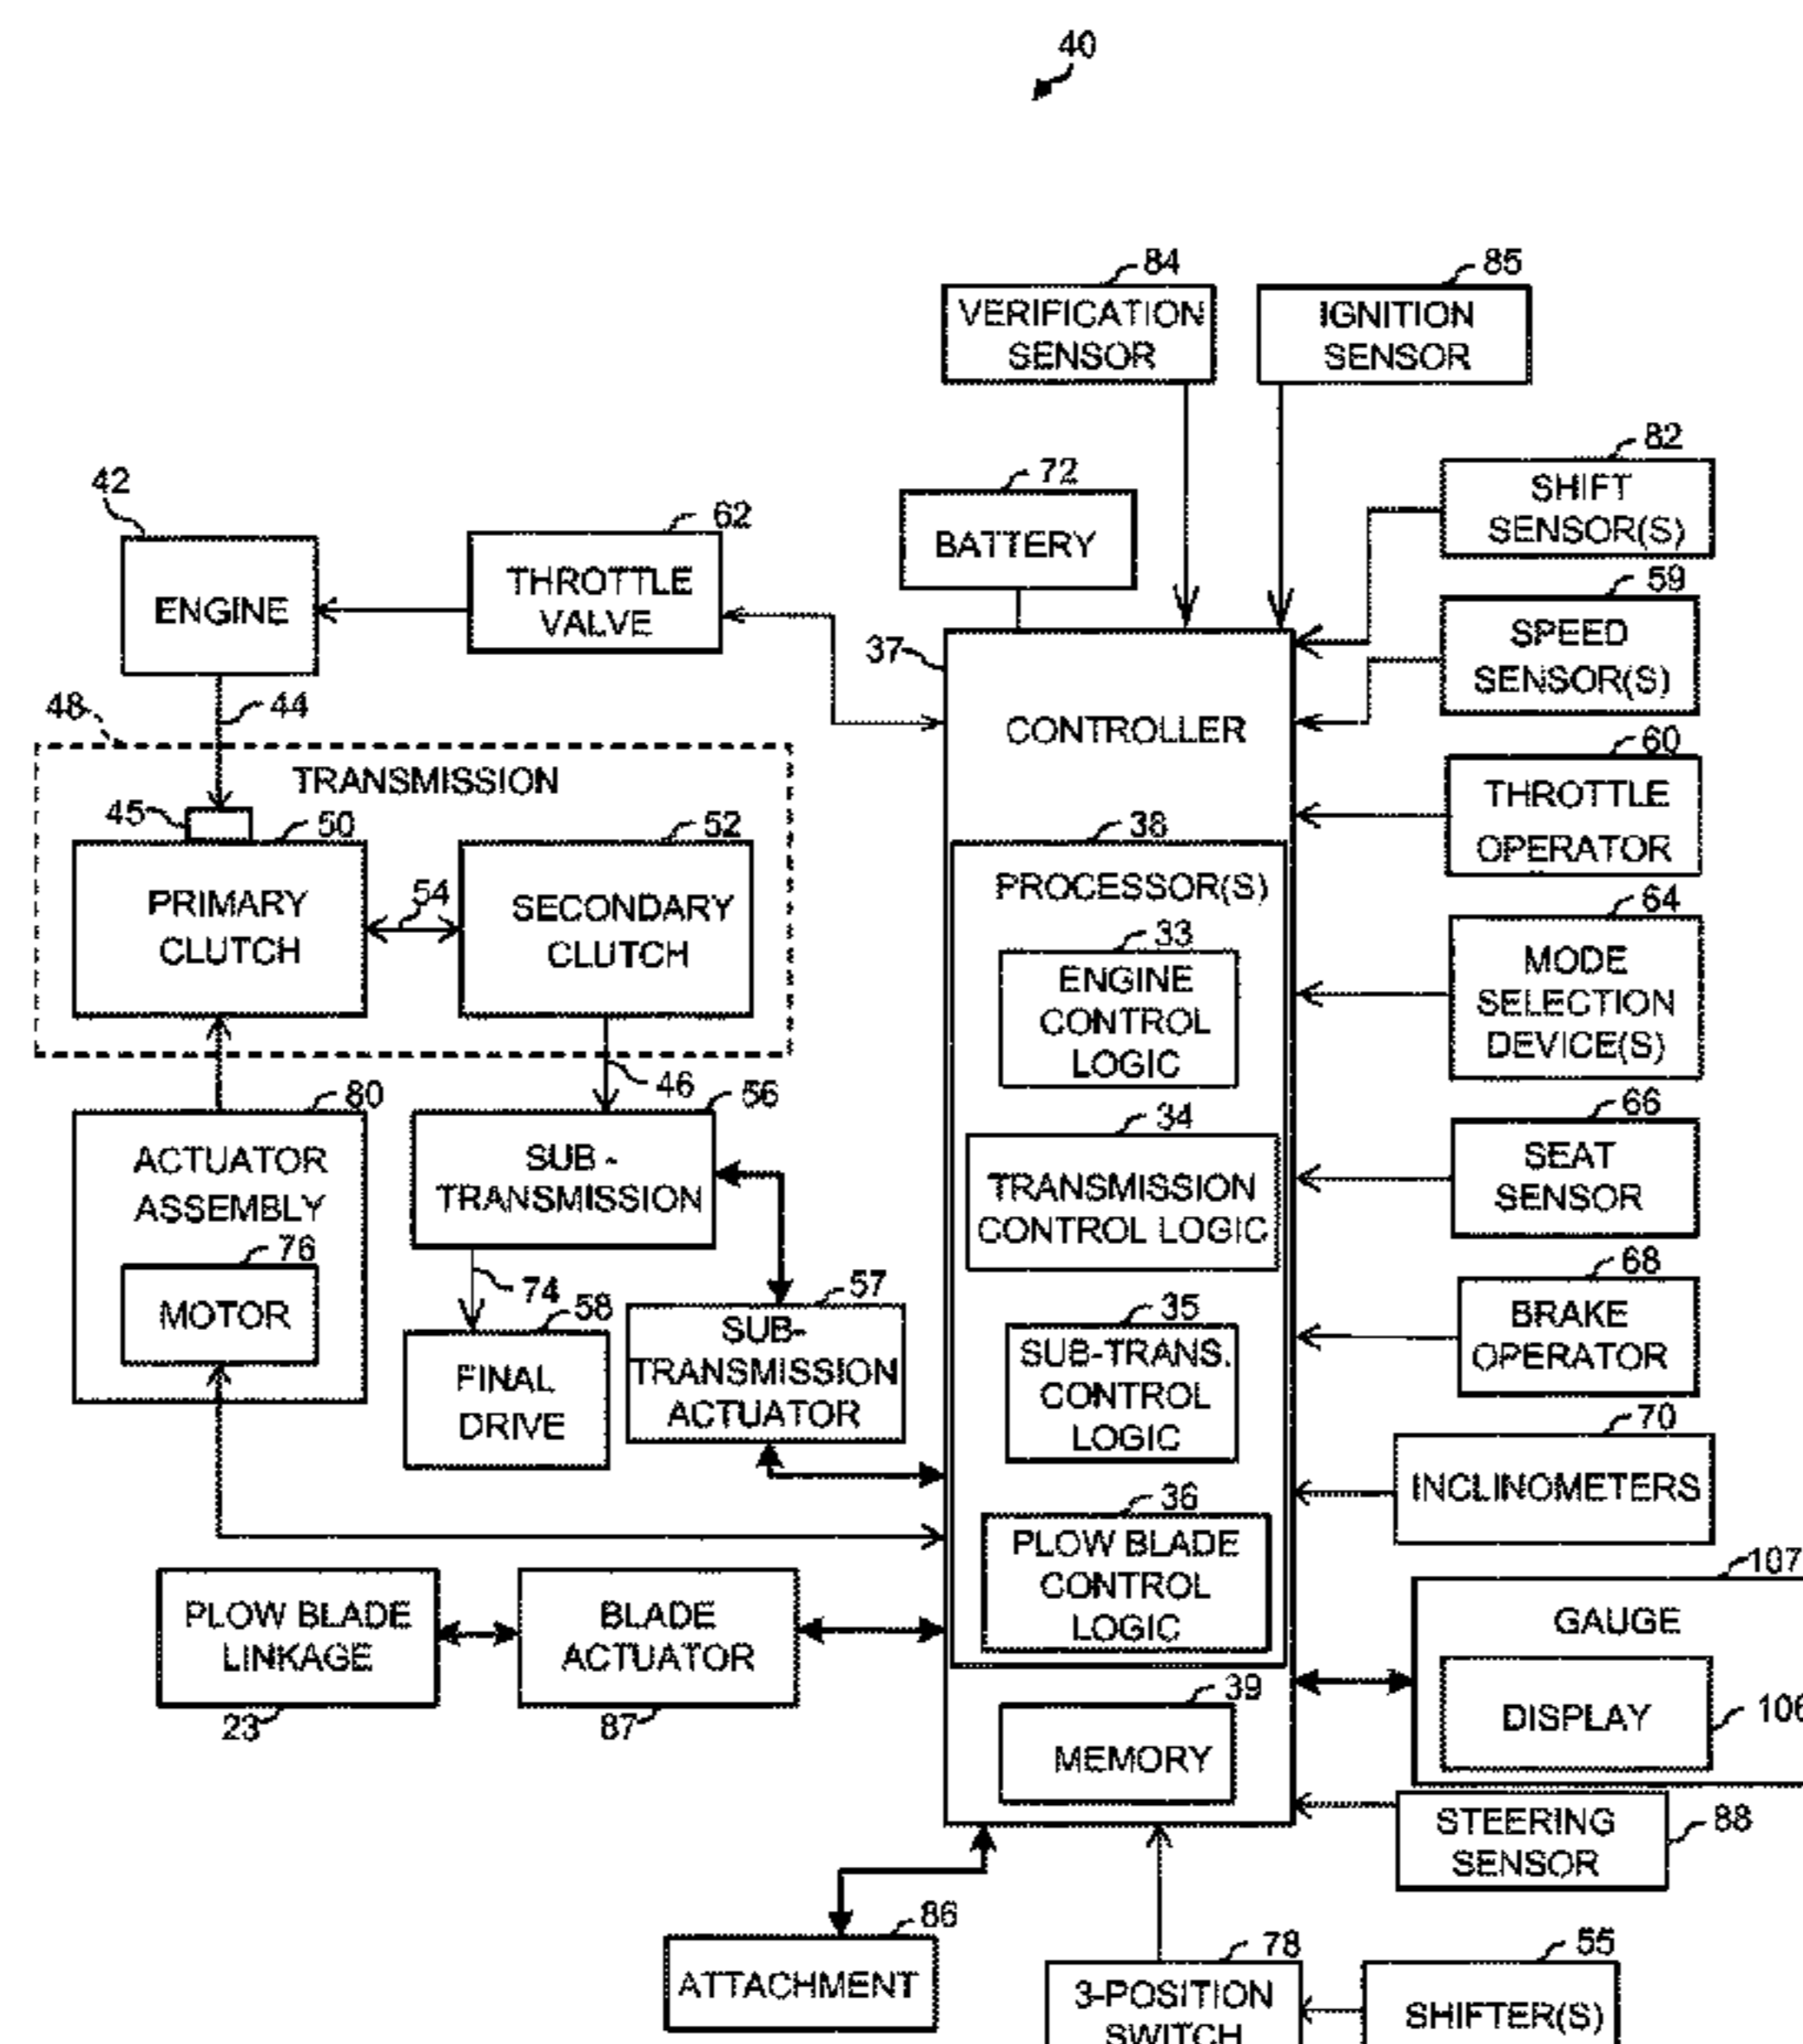 40
84
VERIFICATION
SENSOR
85
IGNITION
SENSOR
82
SHIFT
SENSOR(S)
72
BATTERY
42
ENGINE
62
THROTTLE
VALVE
59
SPEED
SENSOR(S)
37
CONTROLLER
48
44
TRANSMISSION
45
50
PRIMARY
CLUTCH
54
52
SECONDARY
CLUTCH
60
THROTTLE
OPERATOR
38
PROCESSOR(S)
33
ENGINE
CONTROL
LOGIC
64
MODE
SELECTION
DEVICE(S)
46
80
ACTUATOR
ASSEMBLY
76
MOTOR
56
SUB -
TRANSMISSION
34
TRANSMISSION
CONTROL LOGIC
66
SEAT
SENSOR
74
58
FINAL
DRIVE
57
SUB-
TRANSMISSION
ACTUATOR
35
SUB-TRANS.
CONTROL
LOGIC
68
BRAKE
OPERATOR
70
INCLINOMETERS
36
PLOW BLADE
CONTROL
LOGIC
PLOW BLADE
LINKAGE
23
BLADE
ACTUATOR
87
107
GAUGE
DISPLAY
106
39
MEMORY
STEERING
SENSOR
88
86
ATTACHMENT
78
3-POSITION
SWITCH
55
SHIFTER(S)